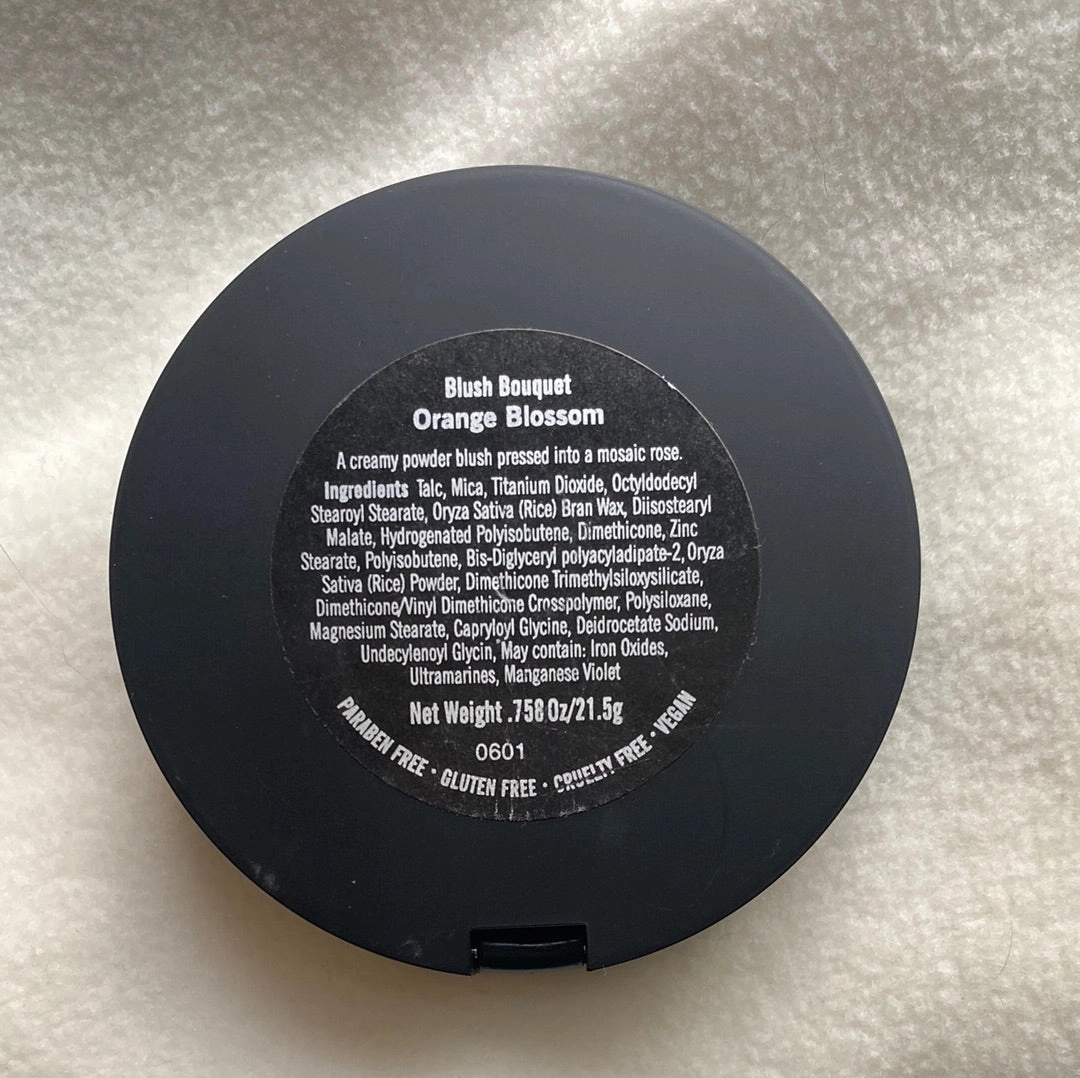 Blush Bouquet
Orange Blossom
A creamy powder blush pressed into a mosaic rose.
Ingredients Talc, Mica, Titanium Dioxide, Octyldodecyl
Stearoyl Stearate, Oryza Sativa (Rice) Bran Wax, Diisostearyl
Malate, Hydrogenated Polyisobutene, Dimethicone, Zinc
Stearate, Polyisobutene, Bis-Diglyceryl polyacyladipate-2, Oryza
Sativa (Rice) Powder, Dimethicone Trimethylsiloxysilicate,
Dimethicone/Vinyl Dimethicone Crosspolymer, Polysiloxane,
Magnesium Stearate, Capryloyl Glycine, Deidrocetate Sodium,
Undecylenoyl Glycin, May contain: Iron Oxides,
Ultramarines, Manganese Violet
Net Weight .758 Oz/21.5g
0601
PARABEN FREE • GLUTEN FREE • CRUELTY FREE • VEGAN